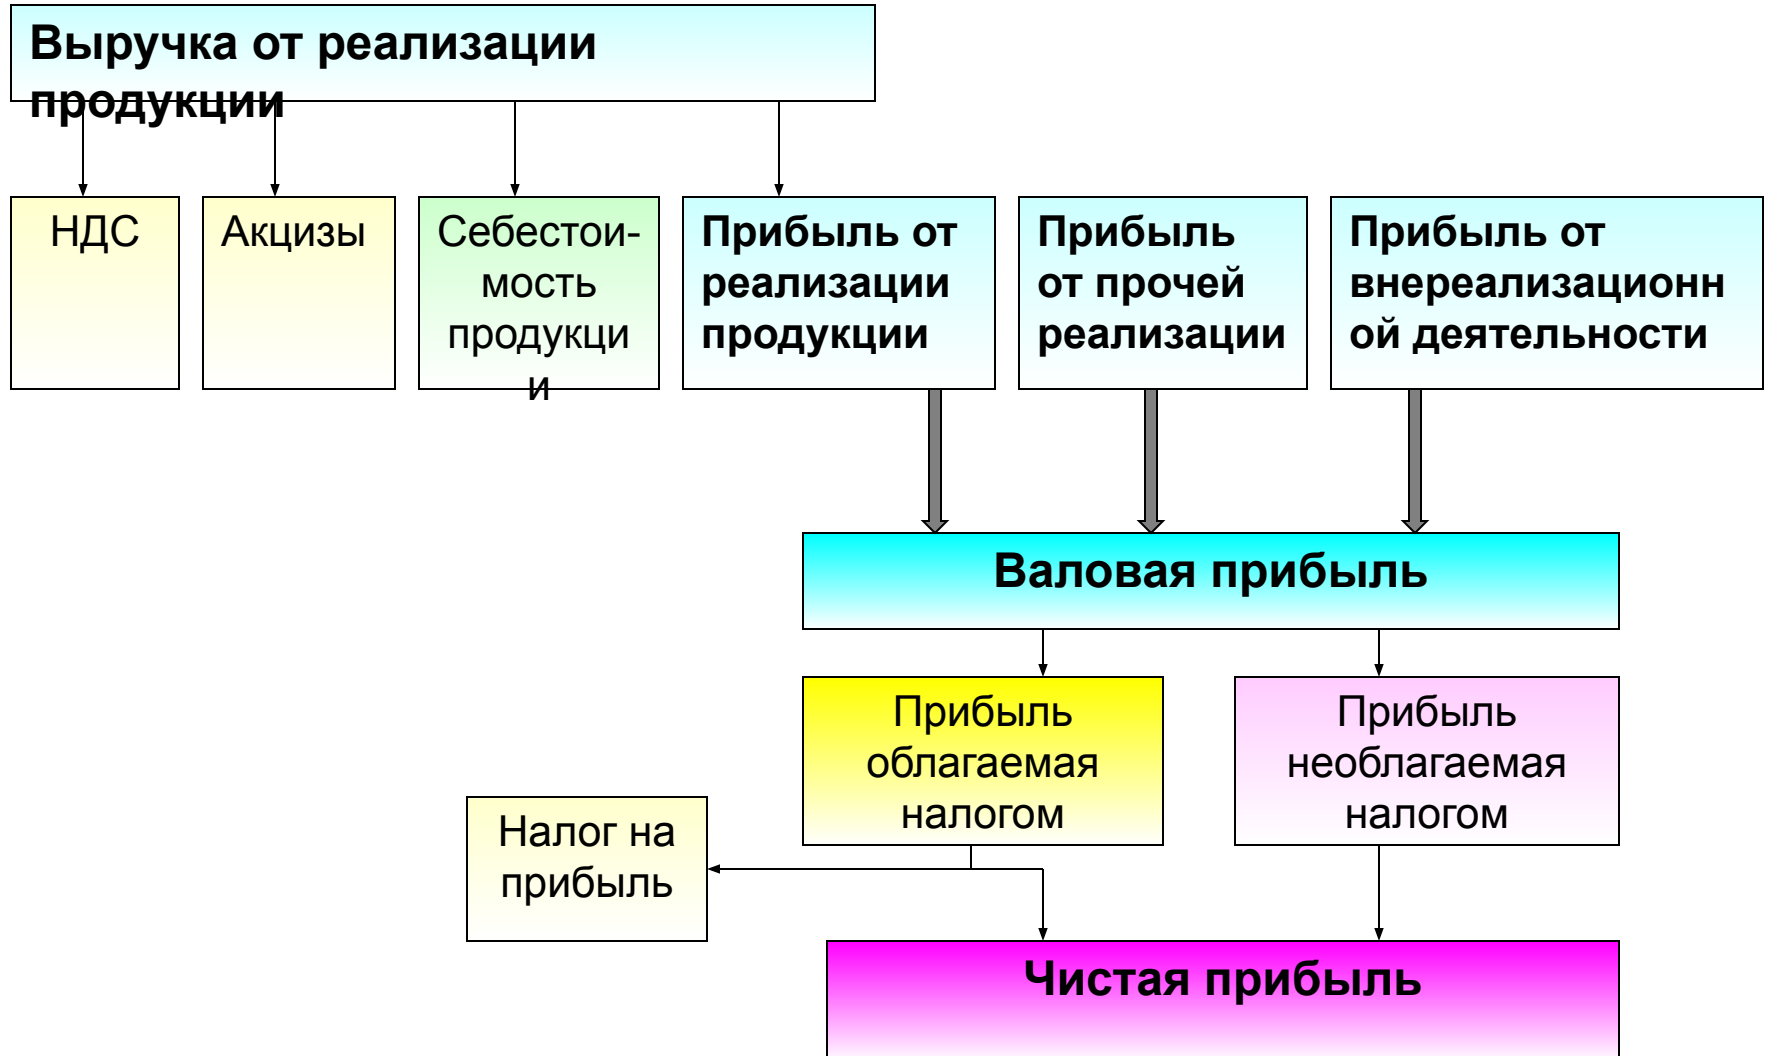 Выручка от реализации
продукции
НДС
Акцизы
Себестои-
мость
продукци
и
Прибыль от
реализации
продукции
Прибыль
от прочей
реализации
Прибыль от
внереализационн
ой деятельности
Валовая прибыль
Прибыль
облагаемая
налогом
Прибыль
необлагаемая
налогом
Налог на
прибыль
Чистая прибыль